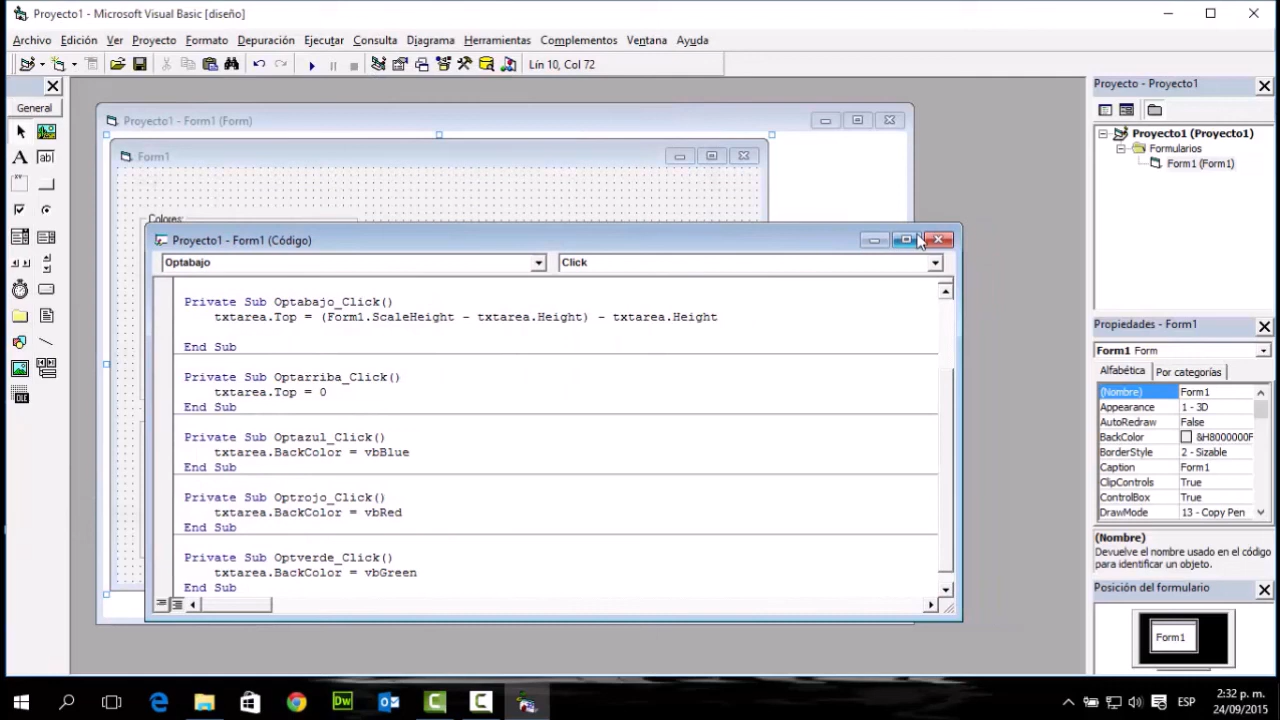 Proyecto1 - Microsoft Visual Basic [diseño]
Archivo Edición Ver Proyecto Formato Depuración Ejecutar Consulta Diagrama Herramientas Complementos Ventana Ayuda
Lín 10, Col 72
General
Proyecto1 - Form1 (Form)
Form1
Colores:
Proyecto1 - Form1 (Código)
Optabajo Click
Private Sub Optabajo_Click()
txtarea.Top = (Form1.ScaleHeight - txtarea.Height) - txtarea.Height
End Sub
Private Sub Optarriba_Click()
txtarea.Top = 0
End Sub
Private Sub Optazul_Click()
txtarea.BackColor = vbBlue
End Sub
Private Sub Optrojo_Click()
txtarea.BackColor = vbRed
End Sub
Private Sub Optverde_Click()
txtarea.BackColor = vbGreen
End Sub
Proyecto - Proyecto1
Proyecto1 (Proyecto1)
Formularios
Form1 (Form1)
Propiedades - Form1
Form1 Form
Alfabética Por categorías
(Nombre) Form1
Appearance 1 - 3D
AutoRedraw False
BackColor &H8000000F
BorderStyle 2 - Sizable
Caption Form1
ClipControls True
ControlBox True
DrawMode 13 - Copy Pen
(Nombre)
Devuelve el nombre usado en el código
para identificar un objeto.
Posición del formulario
Form1
OLE
Dw
ESP
2:32 p. m.
24/09/2015